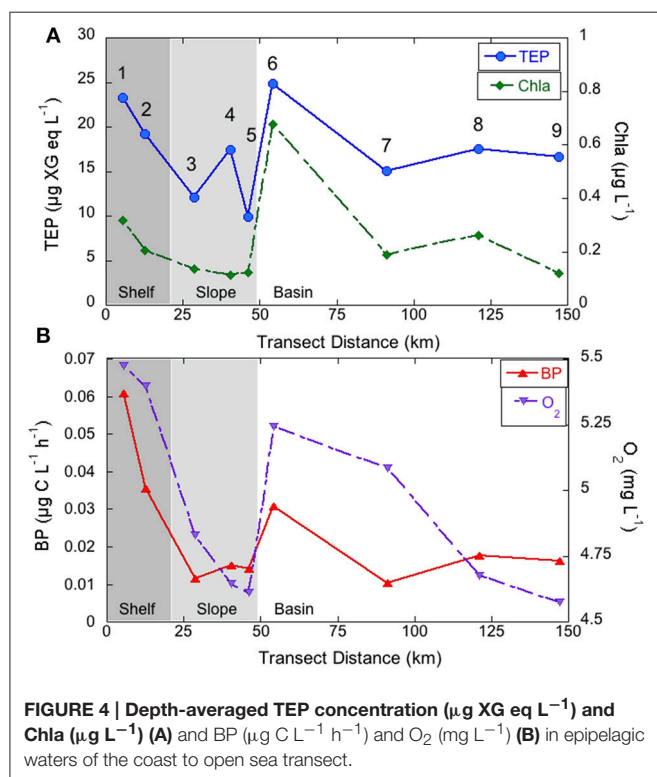 A
TEP
Chla
30
25
20
15
10
5
0
TEP (µg XG eq L⁻¹)
1
0.8
0.6
0.4
0.2
0
Chla (µg L⁻¹)
1
2
3
4
5
6
7
8
9
Shelf
Slope
Basin
0
25
50
75
100
125
150
Transect Distance (km)
B
BP
O₂
0.07
0.06
0.05
0.04
0.03
0.02
0.01
0
BP (µg C L⁻¹ h⁻¹)
5.5
5.25
5
4.75
4.5
O₂ (mg L⁻¹)
Shelf
Slope
Basin
0
25
50
75
100
125
150
Transect Distance (km)
FIGURE 4 | Depth-averaged TEP concentration (µg XG eq L⁻¹) and
Chla (µg L⁻¹) (A) and BP (µg C L⁻¹ h⁻¹) and O₂ (mg L⁻¹) (B) in epipelagic
waters of the coast to open sea transect.